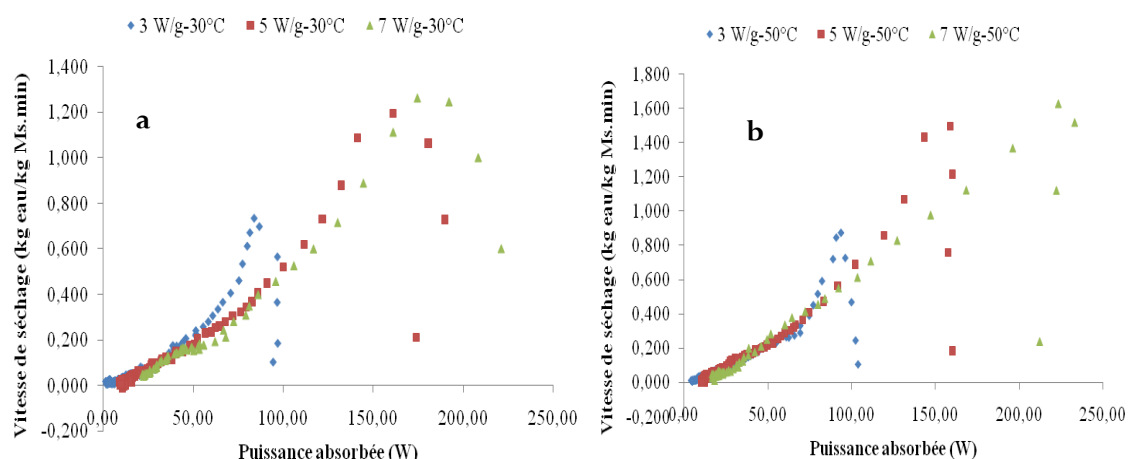 3 W/g-30°C 5 W/g-30°C 7 W/g-30°C
Vitesse de séchage (kg eau/kg Ms.min)
1,400
1,200
1,000
0,800
0,600
0,400
0,200
0,000
-0,200
a
0,00 50,00 100,00 150,00 200,00 250,00
Puissance absorbée (W)
3 W/g-50°C 5 W/g-50°C 7 W/g-50°C
Vitesse de séchage (kg eau/kg Ms.min)
1,800
1,600
1,400
1,200
1,000
0,800
0,600
0,400
0,200
0,000
-0,200
b
0,00 50,00 100,00 150,00 200,00 250,00
Puissance absorbée (W)